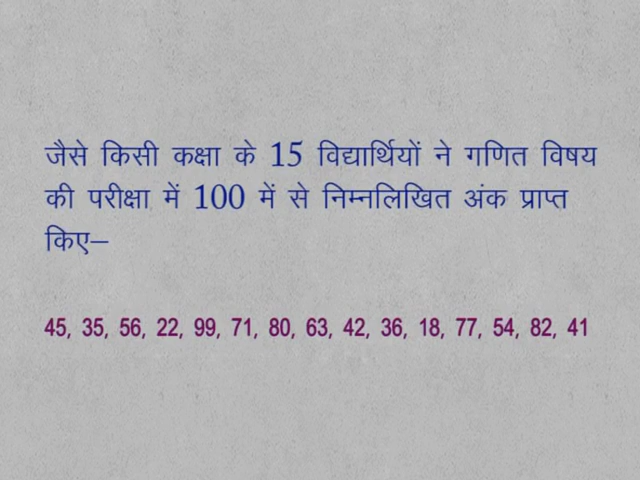 जैसे किसी कक्षा के 15 विद्यार्थियों ने गणित विषय
की परीक्षा में 100 में से निम्नलिखित अंक प्राप्त
किए–
45, 35, 56, 22, 99, 71, 80, 63, 42, 36, 18, 77, 54, 82, 41